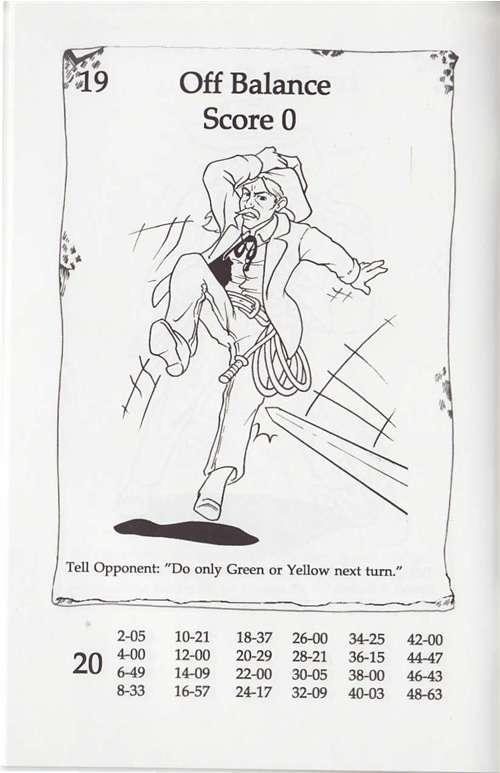 19
Off Balance
Score 0
Tell Opponent: "Do only Green or Yellow next turn."
20
2-05 10-21 18-37 26-00 34-25 42-00
4-00 12-00 20-29 28-21 36-15 44-47
6-49 14-09 22-00 30-05 38-00 46-43
8-33 16-57 24-17 32-09 40-03 48-63